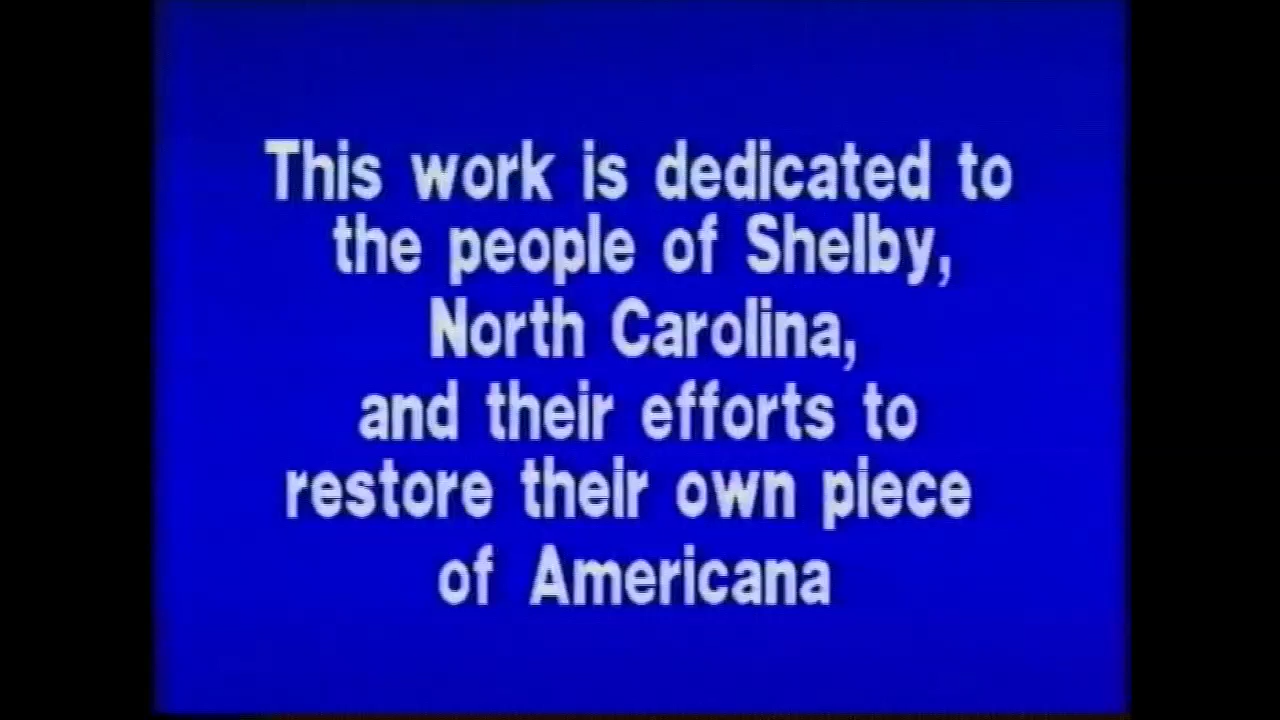 This work is dedicated to
the people of Shelby,
North Carolina,
and their efforts to
restore their own piece
of Americana